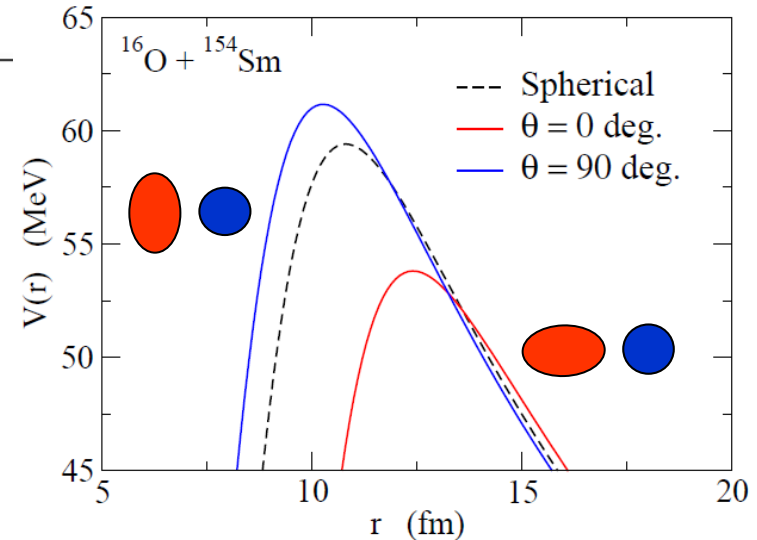 65
60
55
50
45
V(r) (MeV)
¹⁶O + ¹⁵⁴Sm
Spherical
θ = 0 deg.
θ = 90 deg.
5
10
15
20
r (fm)